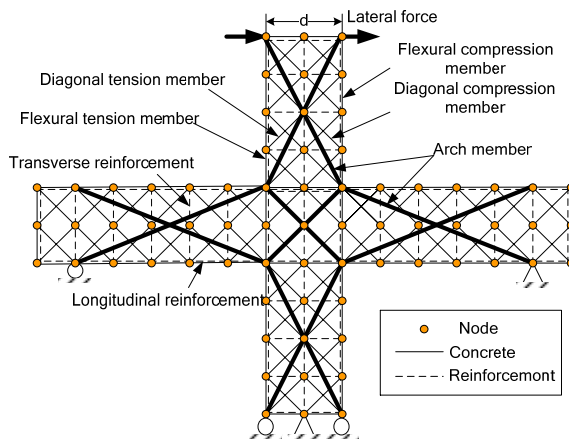 d
Lateral force
Flexural compression
member
Diagonal tension member
Diagonal compression
member
Flexural tension member
Arch member
Transverse reinforcement
Longitudinal reinforcement
Node
Concrete
Reinforcemont